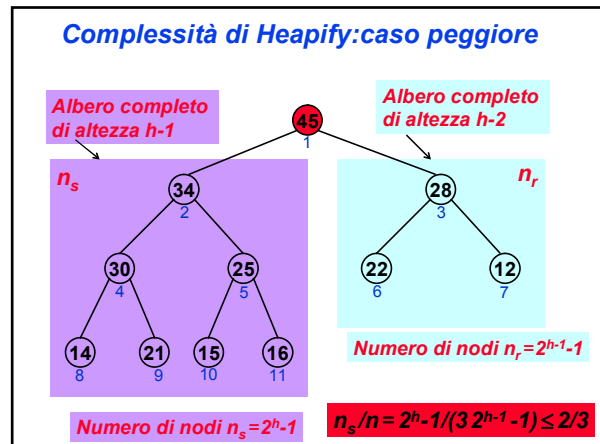 Complessità di Heapify:caso peggiore
Albero completo
di altezza h-1
Albero completo
di altezza h-2
45
1
n_s
n_r
34
2
28
3
30
4
25
5
22
6
12
7
14
8
21
9
15
10
16
11
Numero di nodi n_r=2^{h-1}-1
Numero di nodi n_s=2^h-1
n_s/n=2^h-1/(3 2^{h-1}-1)≤2/3